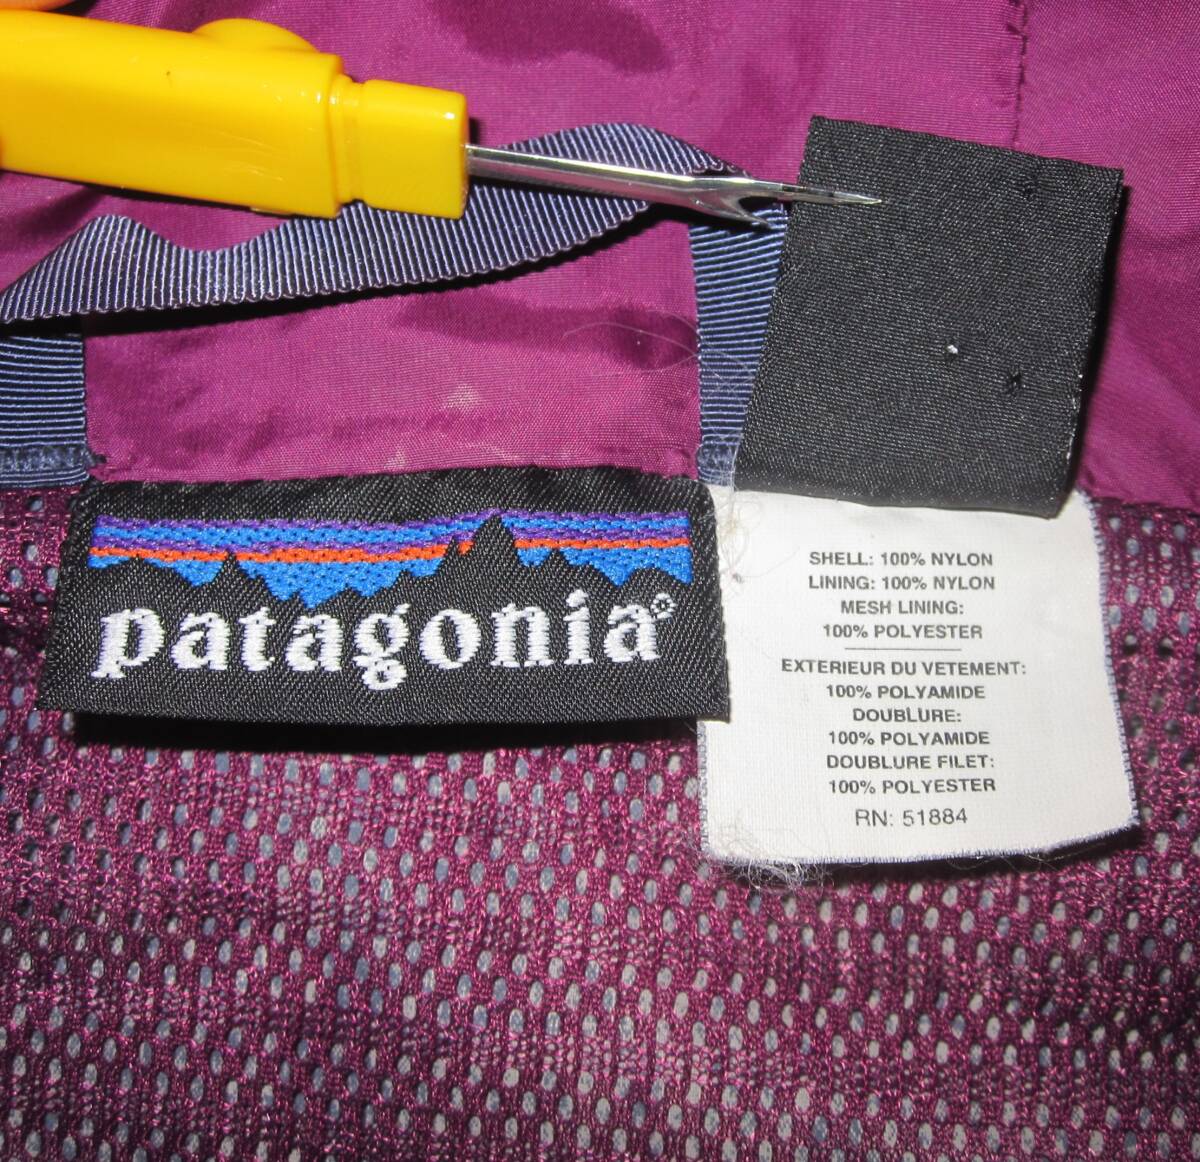 patagonia®
SHELL: 100% NYLON
LINING: 100% NYLON
MESH LINING:
100% POLYESTER
EXTERIEUR DU VETEMENT:
100% POLYAMIDE
DOUBLURE:
100% POLYAMIDE
DOUBLURE FILET:
100% POLYESTER
RN: 51884